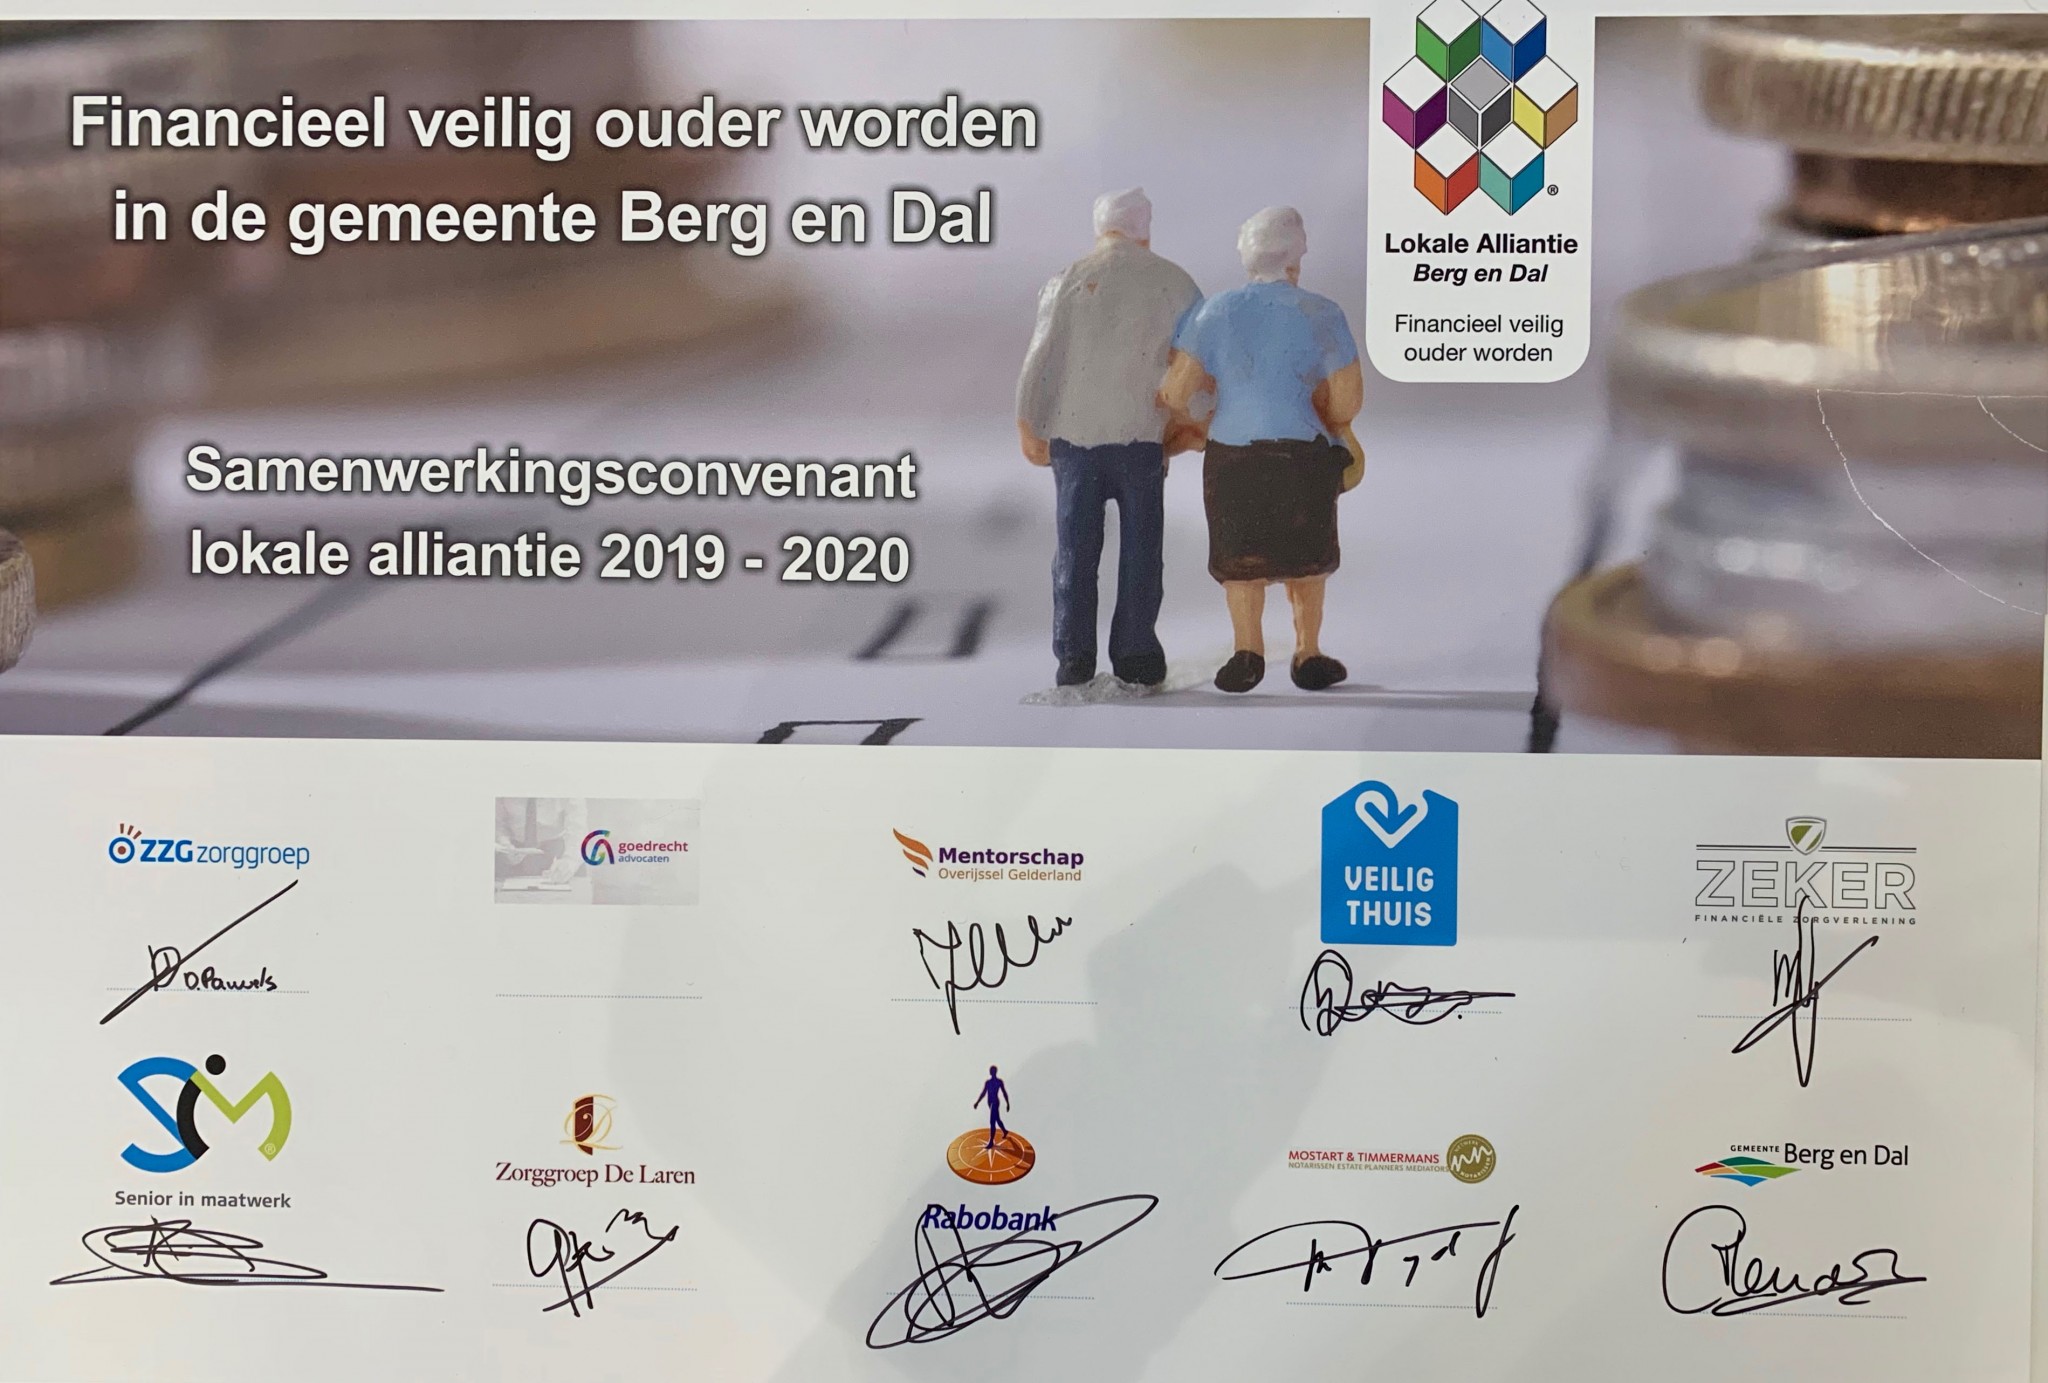 Financieel veilig ouder worden
in de gemeente Berg en Dal
Lokale Alliantie
Berg en Dal
Financieel veilig
ouder worden
®
Samenwerkingsconvenant
lokale alliantie 2019 - 2020
ZZG zorggroep
goedrecht
advocaten
Mentorschap
Overijssel Gelderland
VEILIG
THUIS
ZEKER
FINANCIËLE ZORGVERLENING
D. Pauwels
SiM®
Senior in maatwerk
Zorggroep De Laren
Rabobank
MOSTART & TIMMERMANS
NOTARISSEN ESTATE PLANNERS MEDIATORS
GEMEENTE Berg en Dal